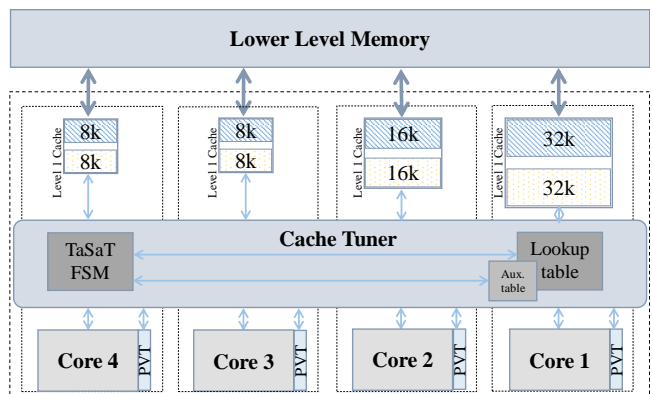 Lower Level Memory
Level 1 Cache
8k
8k
Level 1 Cache
8k
8k
Level 1 Cache
16k
16k
Level 1 Cache
32k
32k
Cache Tuner
TaSaT
FSM
Lookup
table
Aux.
table
Core 4
PVT
Core 3
PVT
Core 2
PVT
Core 1
PVT